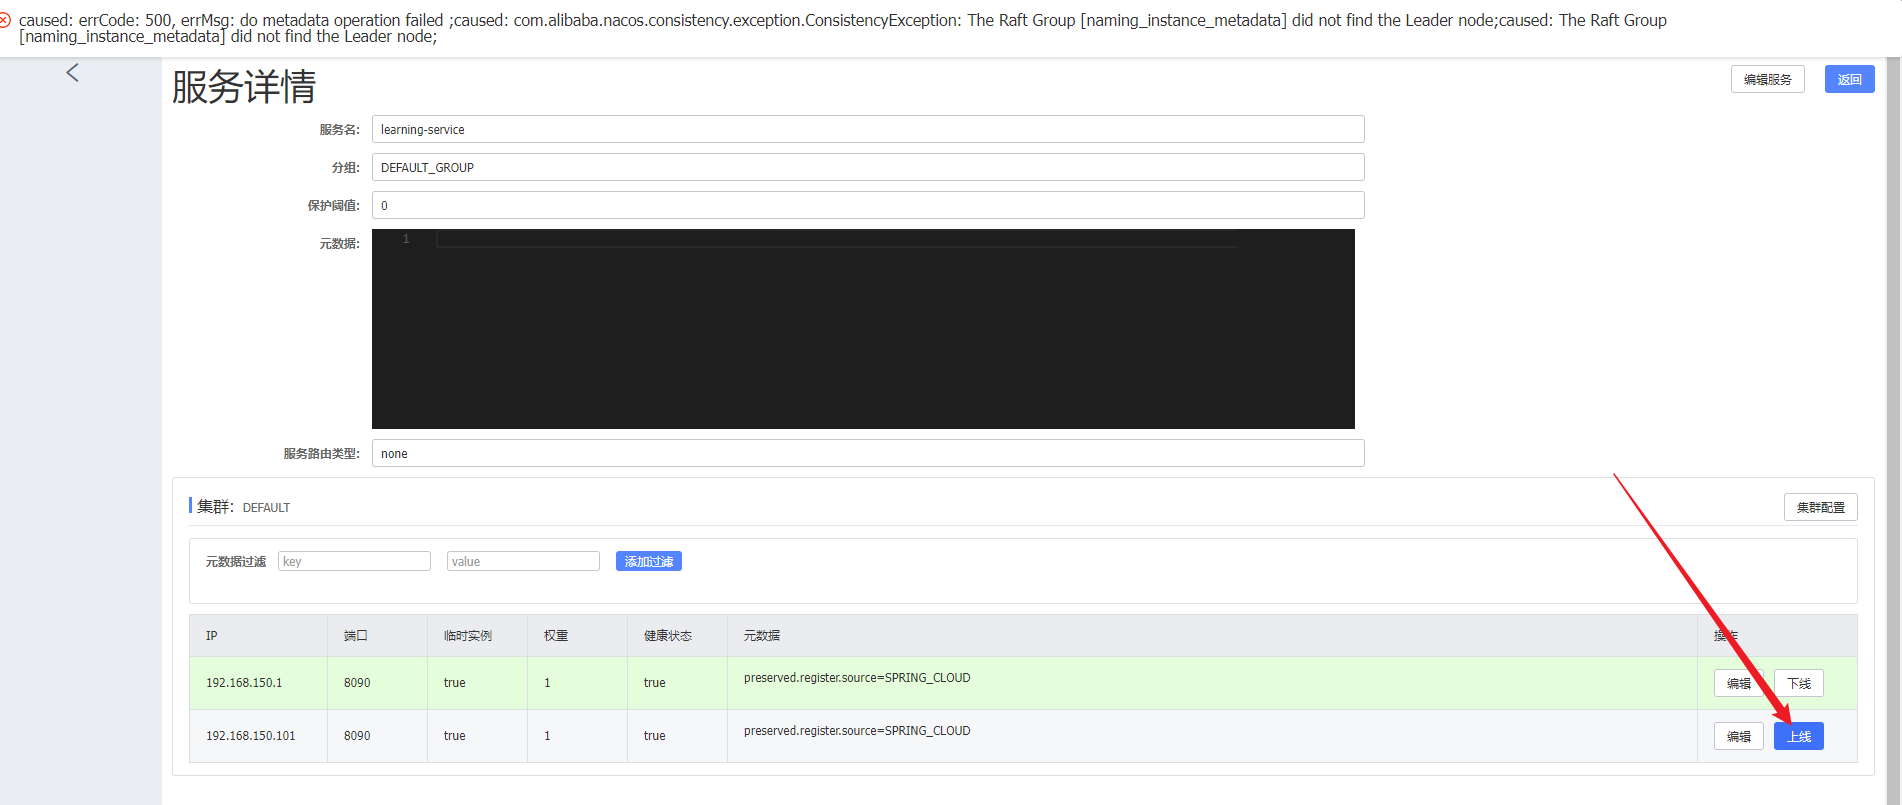 caused: errCode: 500, errMsg: do metadata operation failed ;caused: com.alibaba.nacos.consistency.exception.ConsistencyException: The Raft Group [naming_instance_metadata] did not find the Leader node;caused: The Raft Group
[naming_instance_metadata] did not find the Leader node;
服务详情
编辑服务 返回
服务名: learning-service
分组: DEFAULT_GROUP
保护阈值: 0
元数据: 1
服务路由类型: none
集群: DEFAULT 集群配置
元数据过滤 key value 添加过滤
IP 端口 临时实例 权重 健康状态 元数据 操作
192.168.150.1 8090 true 1 true preserved.register.source=SPRING_CLOUD 编辑 下线
192.168.150.101 8090 true 1 true preserved.register.source=SPRING_CLOUD 编辑 上线